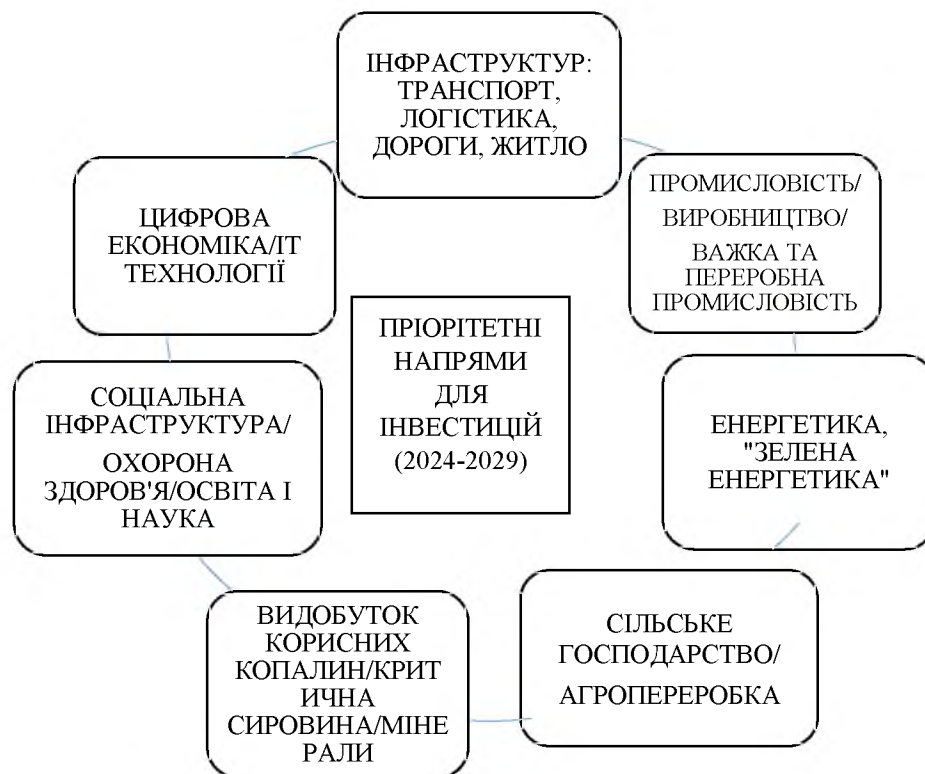 ІНФРАСТРУКТУР:
ТРАНСПОРТ,
ЛОГІСТИКА,
ДОРОГИ, ЖИТЛО
ПРОМИСЛОВІСТЬ/
ВИРОБНИЦТВО/
ВАЖКА ТА
ПЕРЕРОБНА
ПРОМИСЛОВІСТЬ
ЕНЕРГЕТИКА,
"ЗЕЛЕНА
ЕНЕРГЕТИКА"
СІЛЬСЬКЕ
ГОСПОДАРСТВО/
АГРОПЕРЕРОБКА
ВИДОБУТОК
КОРИСНИХ
КОПАЛИН/КРИТ
ИЧНА
СИРОВИНА/МІНЕ
РАЛИ
СОЦІАЛЬНА
ІНФРАСТРУКТУРА/
ОХОРОНА
ЗДОРОВ'Я/ОСВІТА І
НАУКА
ЦИФРОВА
ЕКОНОМІКА/ІТ
ТЕХНОЛОГІЇ
ПРІОРІТЕТНІ
НАПРЯМИ
ДЛЯ
ІНВЕСТИЦІЙ
(2024-2029)